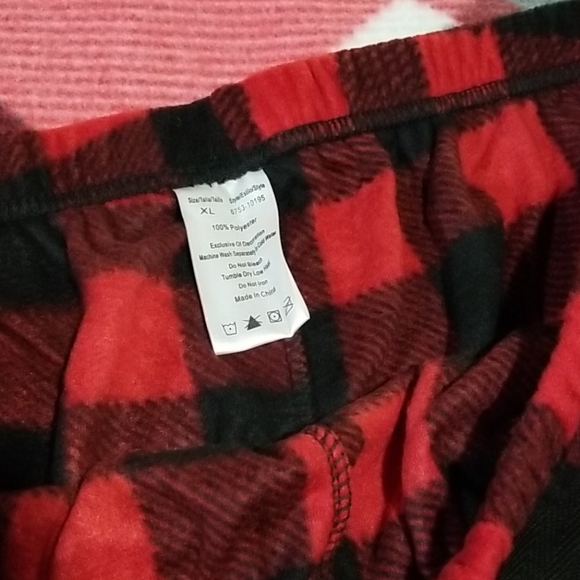 Size/Talla/Taille Style/Estilo/Style
XL 8753-10195
100% Polyester
Exclusive Of Decoration
Machine Wash Separately In Cold Water
Do Not Bleach
Tumble Dry Low Heat
Do Not Iron
Made in China